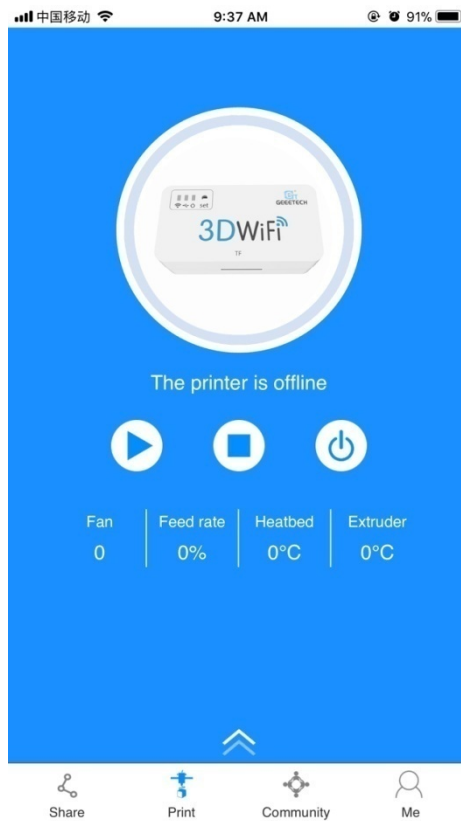 中国移动 9:37 AM 91%
GEEETECH
set
3DWiFi
TF
The printer is offline
Fan Feed rate Heatbed Extruder
0 0% 0°C 0°C
Share Print Community Me